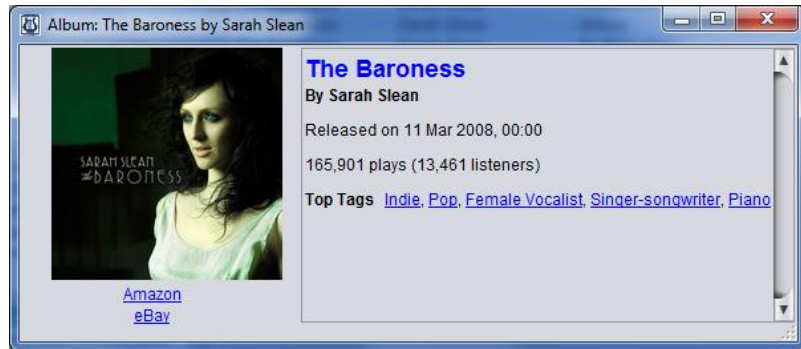 Album: The Baroness by Sarah Slean
SARAH SLEAN
BARONESS
Amazon
eBay
The Baroness
By Sarah Slean
Released on 11 Mar 2008, 00:00
165,901 plays (13,461 listeners)
Top Tags Indie, Pop, Female Vocalist, Singer-songwriter, Piano